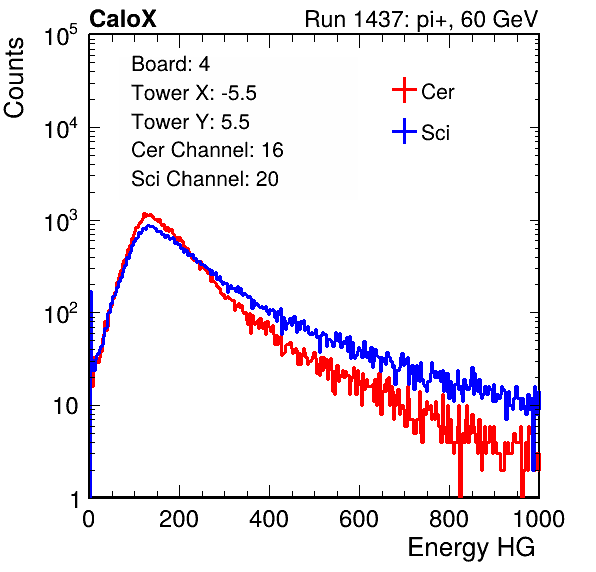 CaloX Run 1437: pi+, 60 GeV
Counts
Board: 4
Tower X: -5.5
Tower Y: 5.5
Cer Channel: 16
Sci Channel: 20
Cer
Sci
10^5
10^4
10^3
10^2
10
1
0 200 400 600 800 1000
Energy HG